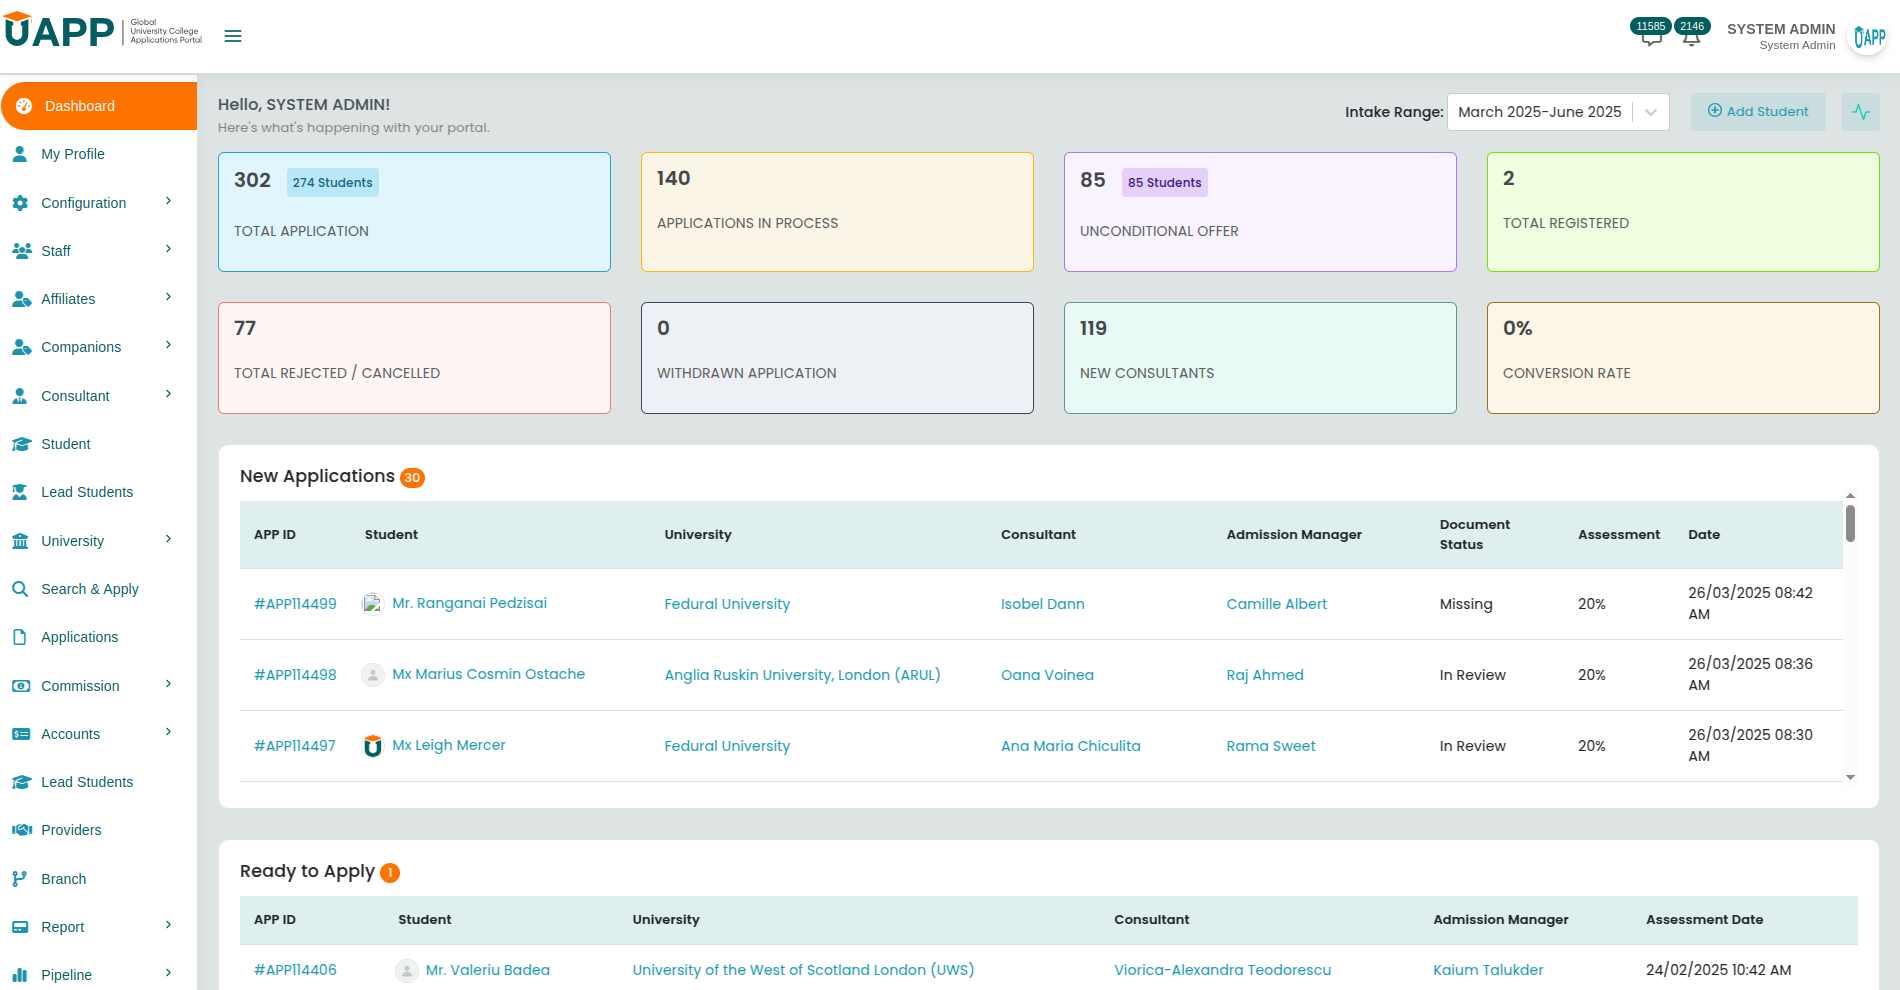 UAPP
Global
University College
Applications Portal
11585
2146
SYSTEM ADMIN
System Admin
UAPP
Dashboard
My Profile
Configuration
Staff
Affiliates
Companions
Consultant
Student
Lead Students
University
Search & Apply
Applications
Commission
Accounts
Lead Students
Providers
Branch
Report
Pipeline
Hello, SYSTEM ADMIN!
Here's what's happening with your portal.
Intake Range: March 2025-June 2025
Add Student
302 274 Students
TOTAL APPLICATION
140
APPLICATIONS IN PROCESS
85 85 Students
UNCONDITIONAL OFFER
2
TOTAL REGISTERED
77
TOTAL REJECTED / CANCELLED
0
WITHDRAWN APPLICATION
119
NEW CONSULTANTS
0%
CONVERSION RATE
New Applications 30
APP ID Student University Consultant Admission Manager Document Status Assessment Date
#APP114499 Mr. Ranganai Pedzisai Fedural University Isobel Dann Camille Albert Missing 20% 26/03/2025 08:42 AM
#APP114498 Mx Marius Cosmin Ostache Anglia Ruskin University, London (ARUL) Oana Voinea Raj Ahmed In Review 20% 26/03/2025 08:36 AM
#APP114497 Mx Leigh Mercer Fedural University Ana Maria Chiculita Rama Sweet In Review 20% 26/03/2025 08:30 AM
Ready to Apply 1
APP ID Student University Consultant Admission Manager Assessment Date
#APP114406 Mr. Valeriu Badea University of the West of Scotland London (UWS) Viorica-Alexandra Teodorescu Kaium Talukder 24/02/2025 10:42 AM